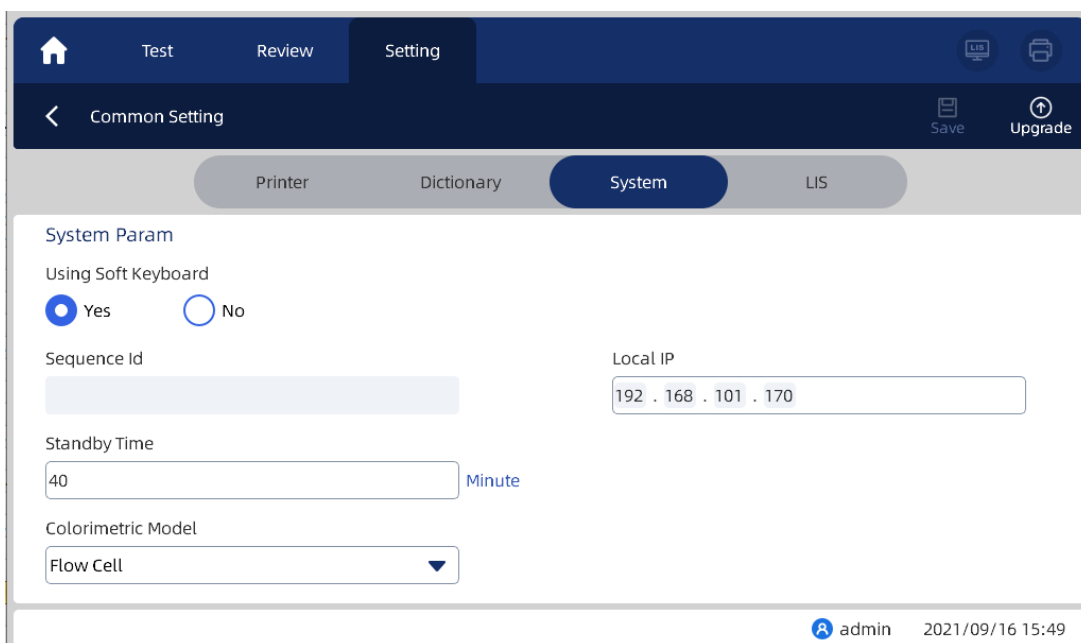 Test Review Setting LIS
Common Setting Save Upgrade
Printer Dictionary System LIS
System Param
Using Soft Keyboard
Yes No
Sequence Id Local IP
192 . 168 . 101 . 170
Standby Time
40 Minute
Colorimetric Model
Flow Cell
admin 2021/09/16 15:49